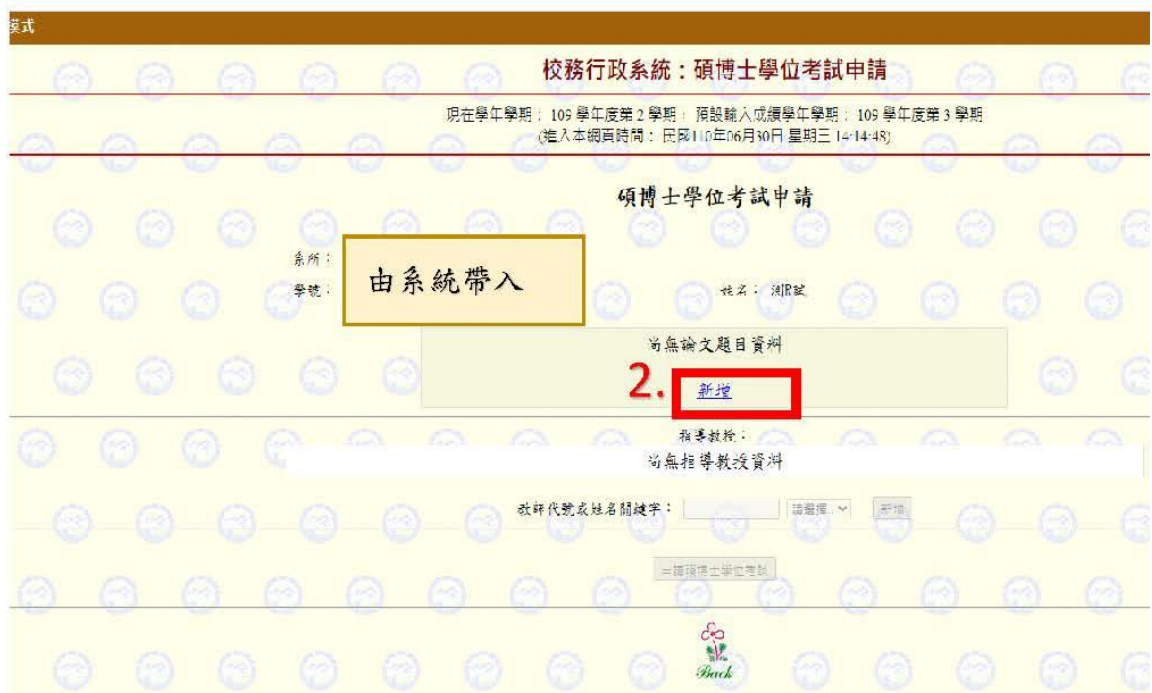 模式
校務行政系統：碩博士學位考試申請
現在學年學期： 109 學年度第 2 學期； 預設輸入成績學年學期： 109 學年度第 3 學期
(進入本網頁時間： 民國110年06月30日 星期三 14:14:48)
碩博士學位考試申請
系所：
學號：
由系統帶入
姓名： 測R試
尚無論文題目資料
2. 新增
指導教授：
尚無指導教授資料
教師代號或姓名關鍵字： 請選擇.. 新增
申請碩博士學位考試
Back